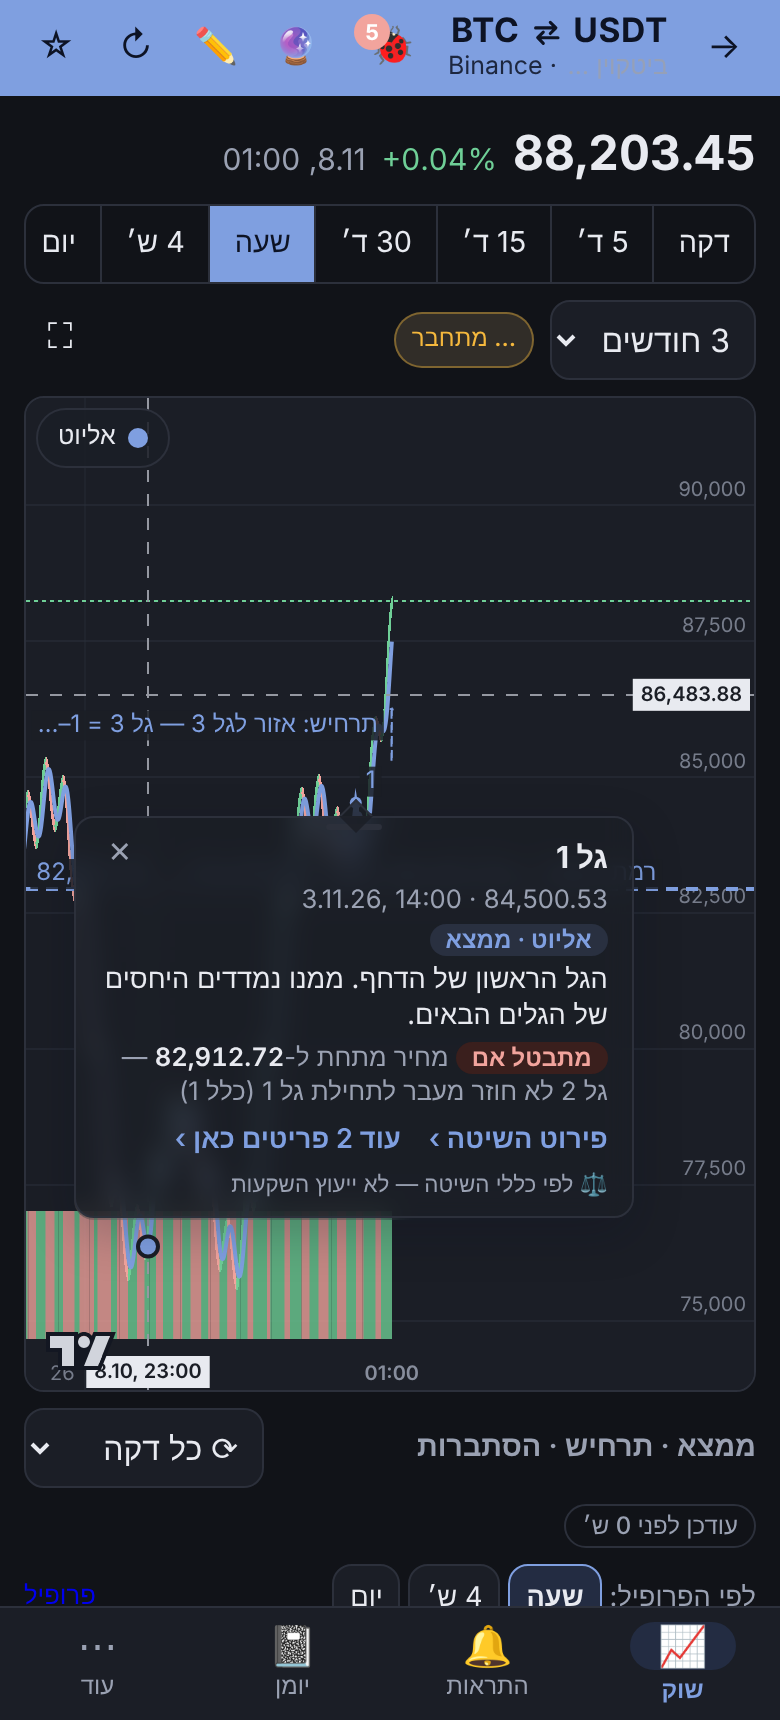 BTC ⇄ USDT
Binance · ביטקוין ...
5
88,203.45 +0.04% 8.11, 01:00
דקה
5 ד׳
15 ד׳
30 ד׳
שעה
4 ש׳
יום
3 חודשים
מתחבר ...
אליוט
90,000
87,500
86,483.88
תרחיש: אזור לגל 3 — גל 3 = 1–...
85,000
1
82,500
82,
רמ
גל 1
3.11.26, 14:00 · 84,500.53
אליוט · ממצא
הגל הראשון של הדחף. ממנו נמדדים היחסים
של הגלים הבאים.
מתבטל אם מחיר מתחת ל-82,912.72 —
גל 2 לא חוזר מעבר לתחילת גל 1 (כלל 1)
פירוט השיטה ›
עוד 2 פריטים כאן ›
⚖️ לפי כללי השיטה — לא ייעוץ השקעות
80,000
77,500
75,000
26
8.10, 23:00
01:00
ממצא · תרחיש · הסתברות
⟳ כל דקה
עודכן לפני 0 ש׳
לפי הפרופיל:
שעה
4 ש׳
יום
פרופיל
שוק
התראות
יומן
עוד